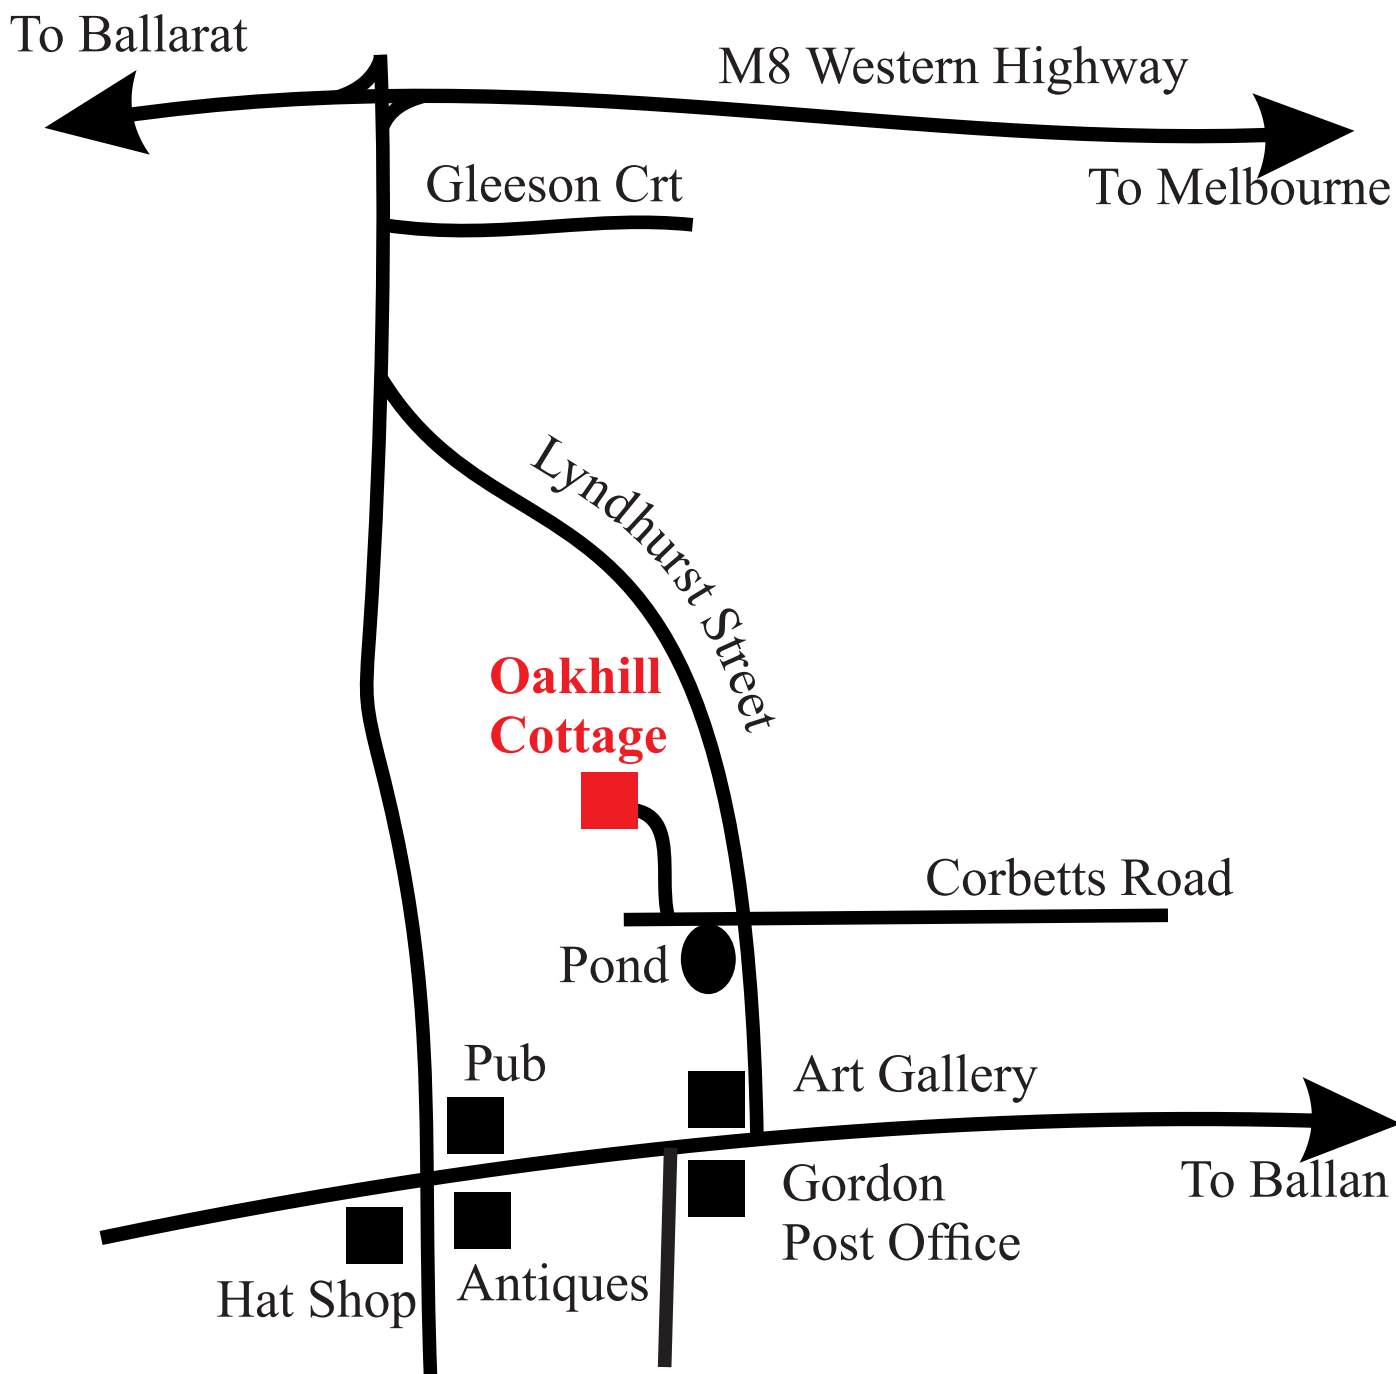 To Ballarat
M8 Western Highway
To Melbourne
Gleeson Crt
Lyndhurst Street
Oakhill
Cottage
Corbetts Road
Pond
Pub
Art Gallery
To Ballan
Gordon
Post Office
Antiques
Hat Shop